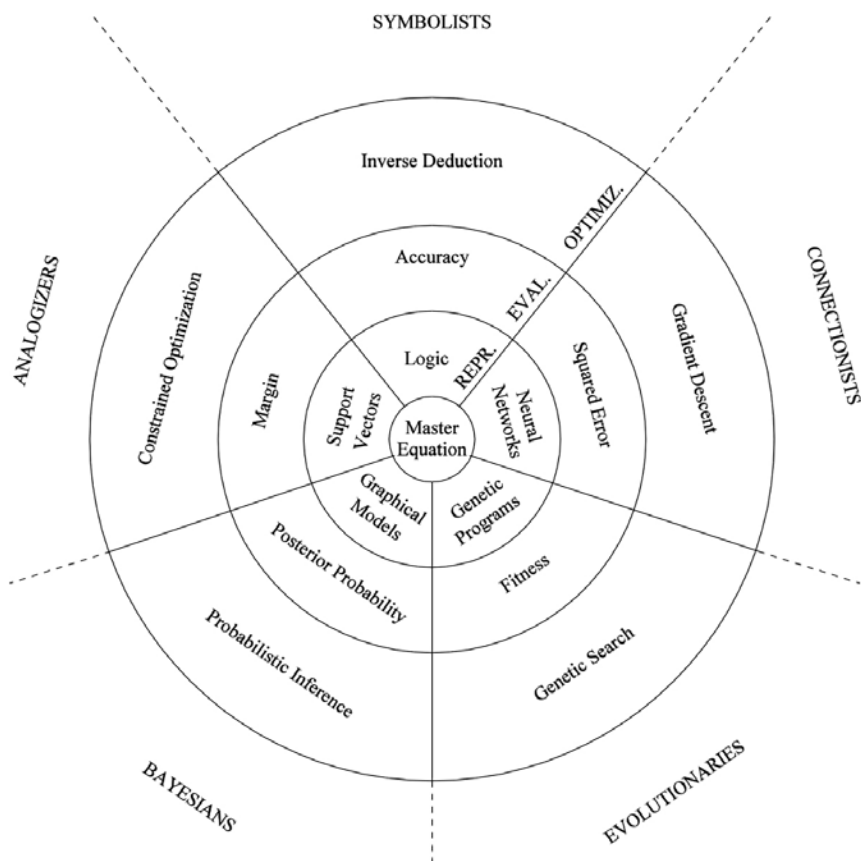 SYMBOLISTS
Inverse Deduction
OPTIMIZ.
Accuracy
EVAL.
Logic
REPR.
ANALOGIZERS
Constrained Optimization
Margin
Support
Vectors
Master
Equation
Neural
Networks
Squared Error
Gradient Descent
CONNECTIONISTS
Graphical
Models
Genetic
Programs
Posterior Probability
Fitness
Probabilistic Inference
Genetic Search
BAYESIANS
EVOLUTIONARIES